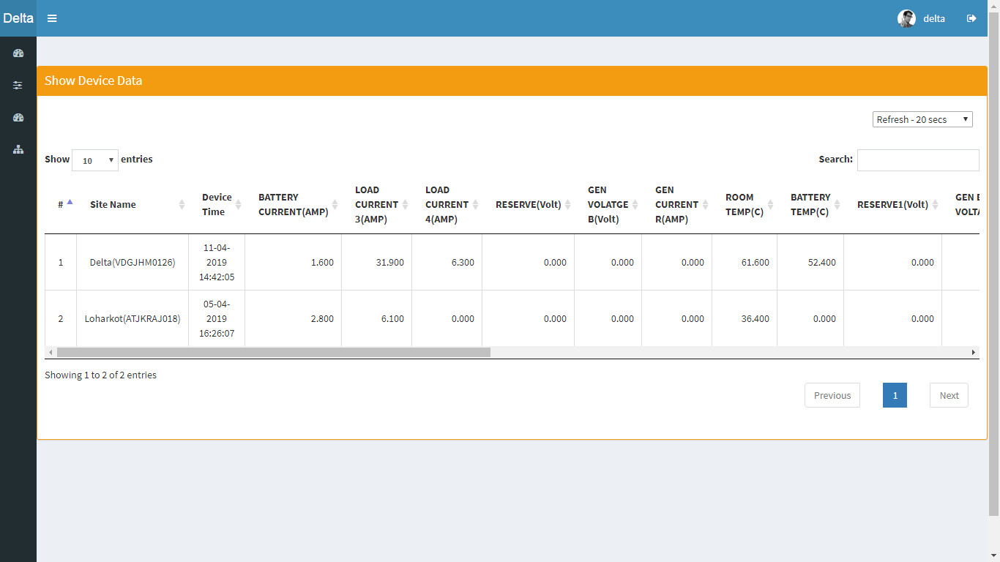 Delta
delta
Show Device Data
Refresh - 20 secs
Show 10 entries
Search:
#
Site Name
Device
Time
BATTERY
CURRENT(AMP)
LOAD
CURRENT
3(AMP)
LOAD
CURRENT
4(AMP)
RESERVE(Volt)
GEN
VOLATGE
B(Volt)
GEN
CURRENT
R(AMP)
ROOM
TEMP(C)
BATTERY
TEMP(C)
RESERVE1(Volt)
GEN
1
Delta(VDGJHM0126)
11-04-
2019
14:42:05
1.600
31.900
6.300
0.000
0.000
0.000
61.600
52.400
0.000
2
Loharkot(ATJKRAJ018)
05-04-
2019
16:26:07
2.800
6.100
0.000
0.000
0.000
0.000
36.400
0.000
0.000
Showing 1 to 2 of 2 entries
Previous
1
Next